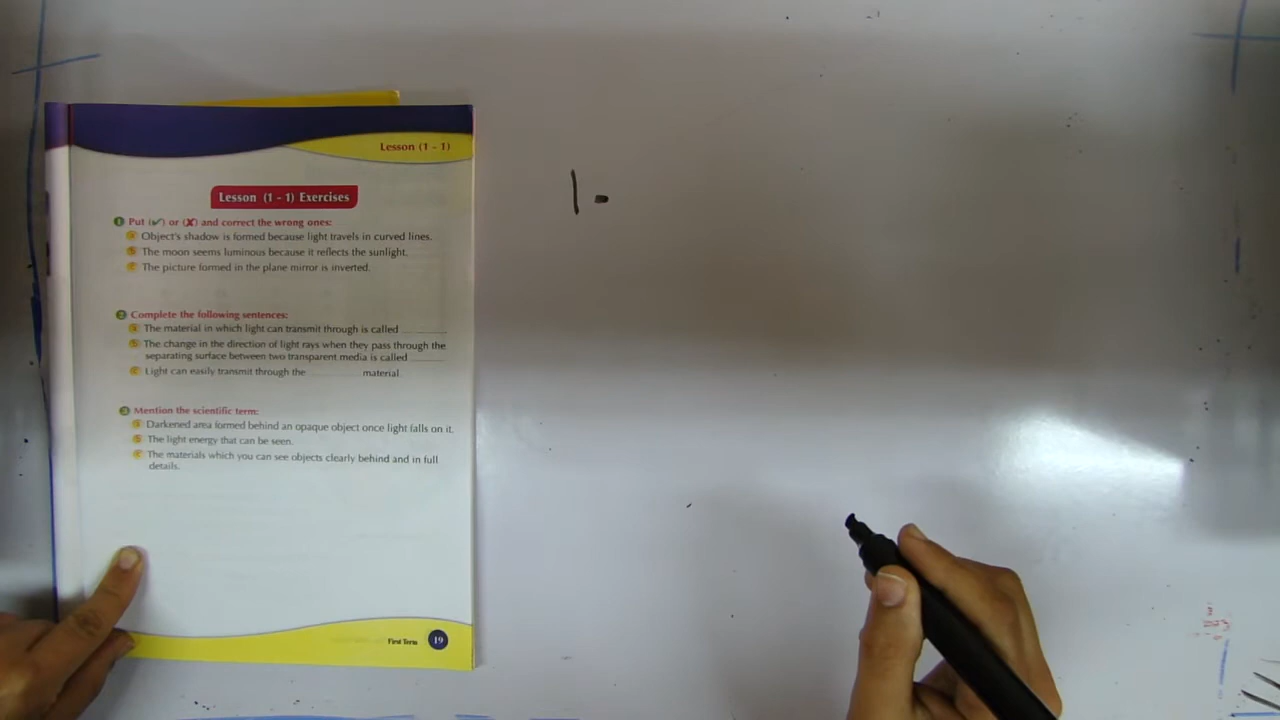 Lesson (1 - 1)
Lesson (1 - 1) Exercises
1 Put (✓) or (✗) and correct the wrong ones:
a Object's shadow is formed because light travels in curved lines.
b The moon seems luminous because it reflects the sunlight.
c The picture formed in the plane mirror is inverted.
2 Complete the following sentences:
a The material in which light can transmit through is called ________
b The change in the direction of light rays when they pass through the
separating surface between two transparent media is called ________
c Light can easily transmit through the ________ material.
3 Mention the scientific term:
a Darkened area formed behind an opaque object once light falls on it.
b The light energy that can be seen.
c The materials which you can see objects clearly behind and in full
details.
First Term 19
1-